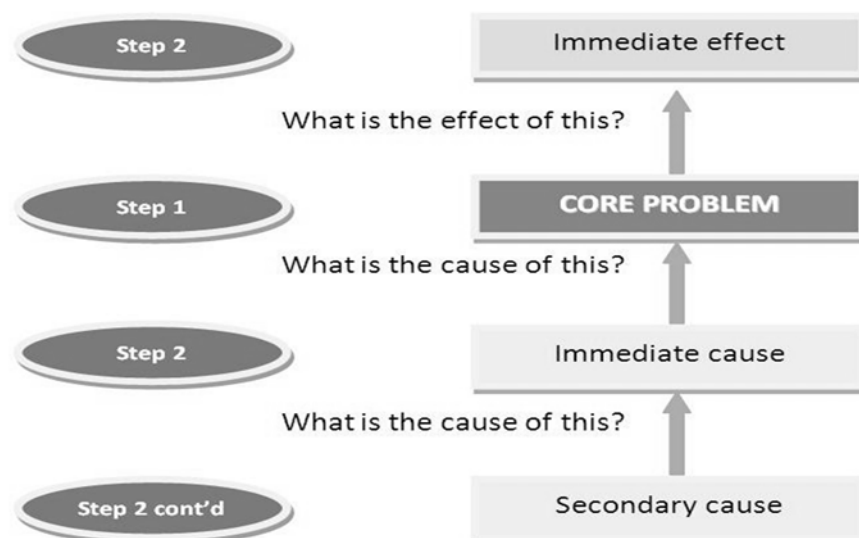 Step 2
Immediate effect
What is the effect of this?
Step 1
CORE PROBLEM
What is the cause of this?
Step 2
Immediate cause
What is the cause of this?
Step 2 cont’d
Secondary cause